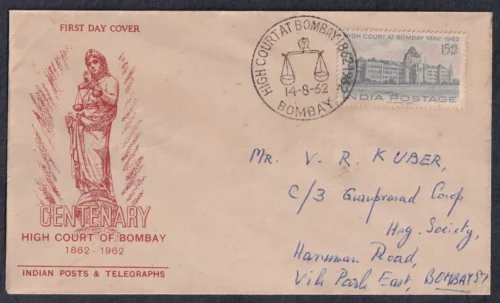 FIRST DAY COVER
HIGH COURT AT BOMBAY 1862-1962
14-8-62
BOMBAY
HIGH COURT AT BOMBAY 1862-1962
15
INDIA POSTAGE
Mr. V. R. KUBER,
C/3 Coop
Hsg. Society,
Hanuman Road,
Vile Parle East, BOMBAY 57
CENTENARY
HIGH COURT OF BOMBAY
1862-1962
INDIAN POSTS & TELEGRAPHS